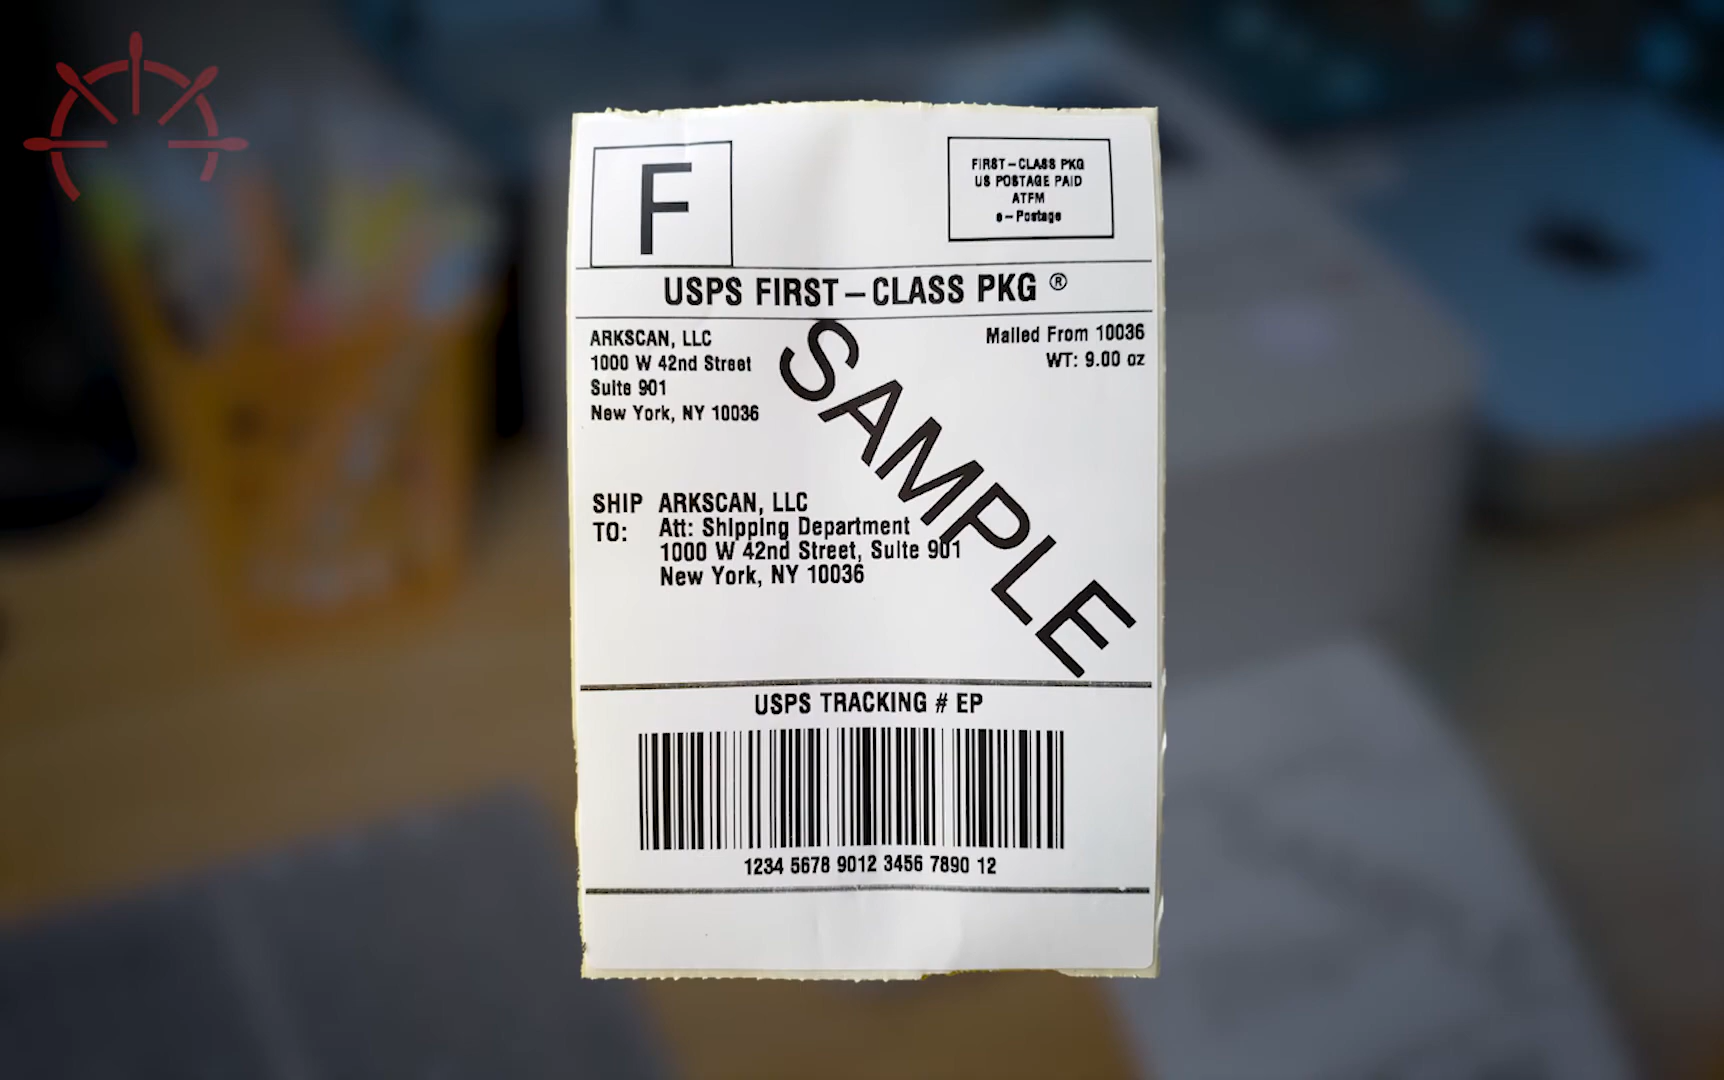 F
FIRST-CLASS PKG
US POSTAGE PAID
ATFM
e-Postage
USPS FIRST-CLASS PKG ®
ARKSCAN, LLC
1000 W 42nd Street
Suite 901
New York, NY 10036
Mailed From 10036
WT: 9.00 oz
SAMPLE
SHIP TO:
ARKSCAN, LLC
Att: Shipping Department
1000 W 42nd Street, Suite 901
New York, NY 10036
USPS TRACKING # EP
1234 5678 9012 3456 7890 12